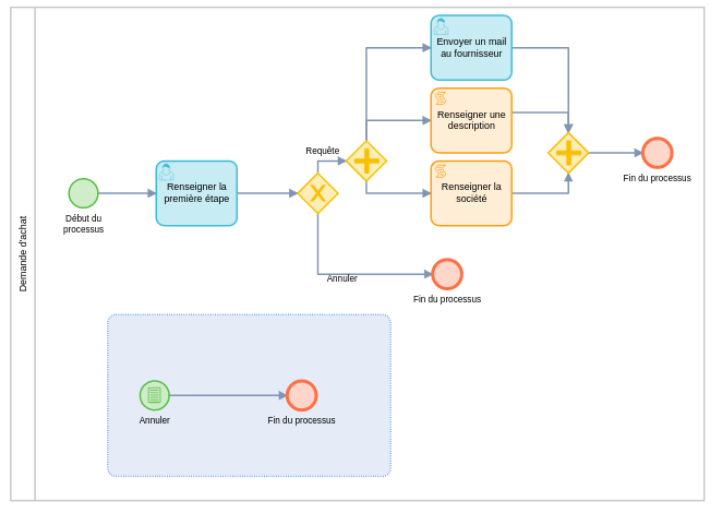 Demande d'achat
Début du
processus
Renseigner la
première étape
Requête
Annuler
Envoyer un mail
au fournisseur
Renseigner une
description
Renseigner la
société
Fin du processus
Fin du processus
Annuler
Fin du processus